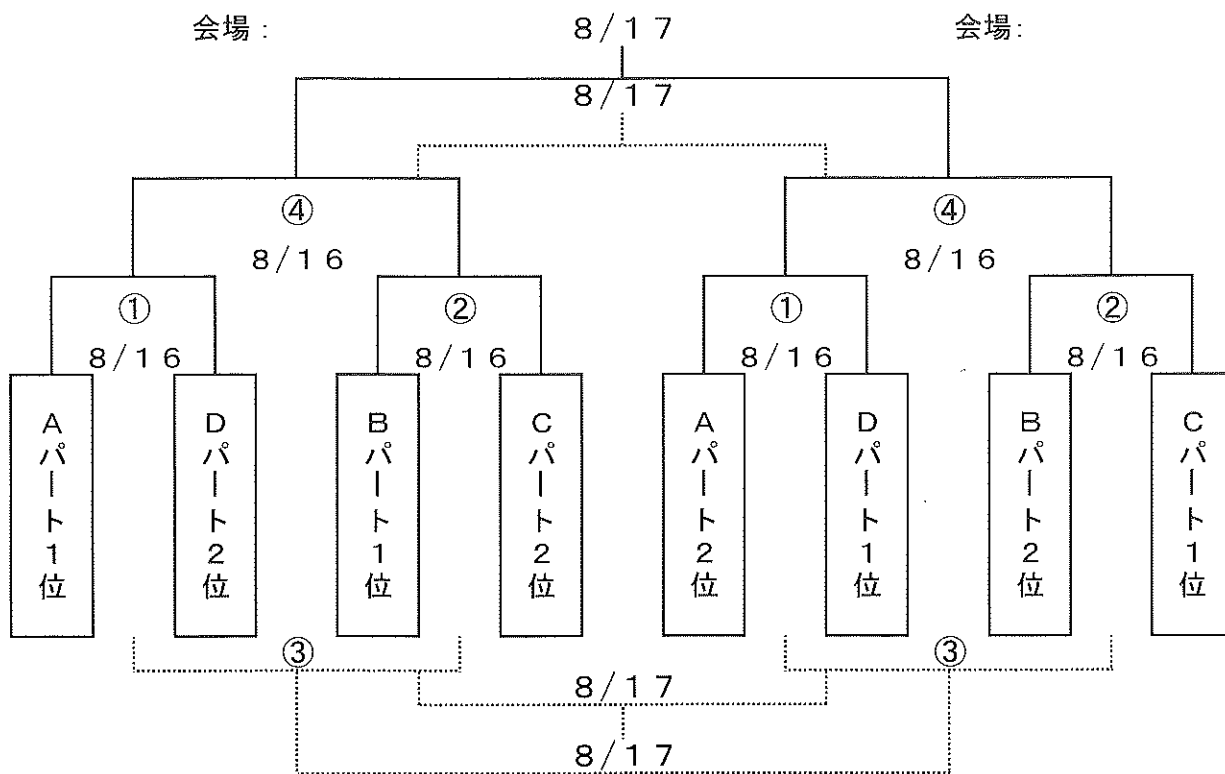 会場： 8/17 会場：
8/17
④ ④
8/16 8/16
① ② ① ②
8/16 8/16 8/16 8/16
Aパート1位
Dパート2位
Bパート1位
Cパート2位
Aパート2位
Dパート1位
Bパート2位
Cパート1位
③ ③
8/17
8/17